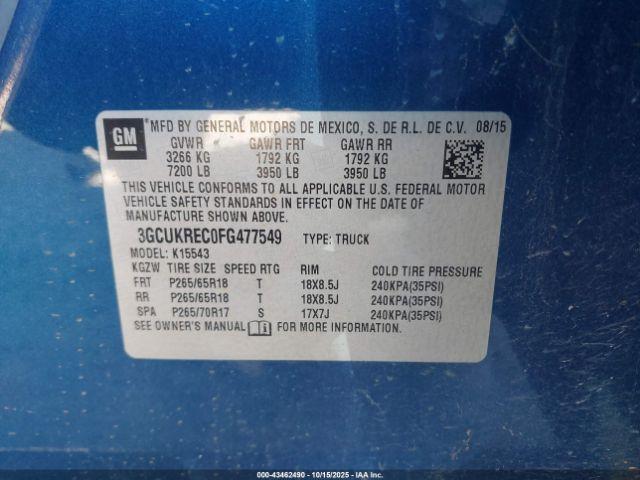 GM MFD BY GENERAL MOTORS DE MEXICO, S. DE R.L. DE C.V. 08/15
GVWR GAWR FRT GAWR RR
3266 KG 1792 KG 1792 KG
7200 LB 3950 LB 3950 LB
THIS VEHICLE CONFORMS TO ALL APPLICABLE U.S. FEDERAL MOTOR
VEHICLE SAFETY STANDARDS IN EFFECT ON THE DATE OF
MANUFACTURE SHOWN ABOVE.
3GCUKREC0FG477549 TYPE: TRUCK
MODEL: K15543
KGZW TIRE SIZE SPEED RTG RIM COLD TIRE PRESSURE
FRT P265/65R18 T 18X8.5J 240KPA(35PSI)
RR P265/65R18 T 18X8.5J 240KPA(35PSI)
SPA P265/70R17 S 17X7J 240KPA(35PSI)
SEE OWNER'S MANUAL FOR MORE INFORMATION.
000-43462490 - 10/15/2025 - IAAI.COM